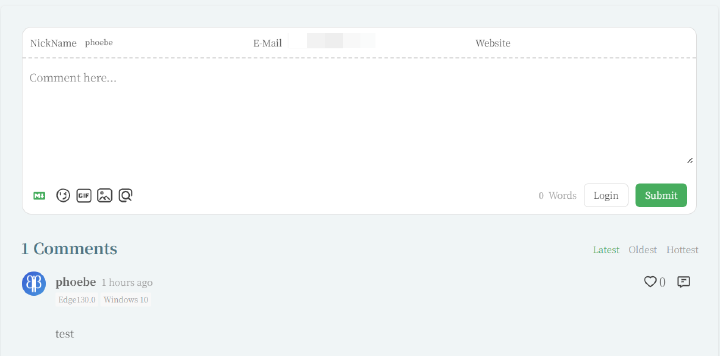 NickName phoebe E-Mail Website
Comment here...
M↓ GIF 0 Words Login Submit
1 Comments Latest Oldest Hottest
phoebe 1 hours ago 0
Edge130.0 Windows 10
test